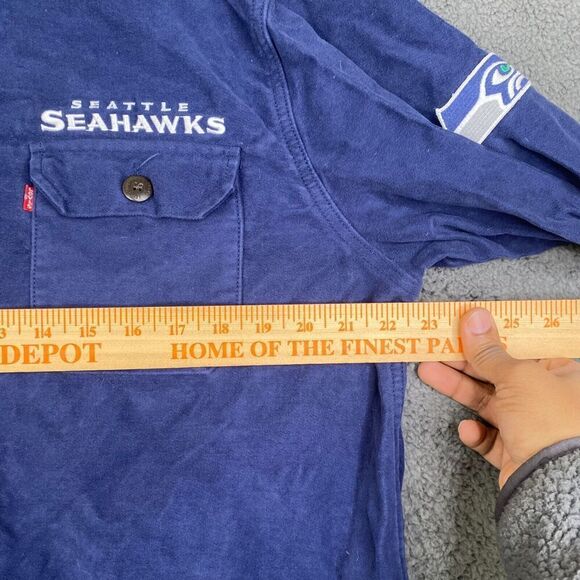 SEATTLE
SEAHAWKS
3 14 15 16 17 18 19 20 21 22 23 24 25 26
DEPOT HOME OF THE FINEST PA